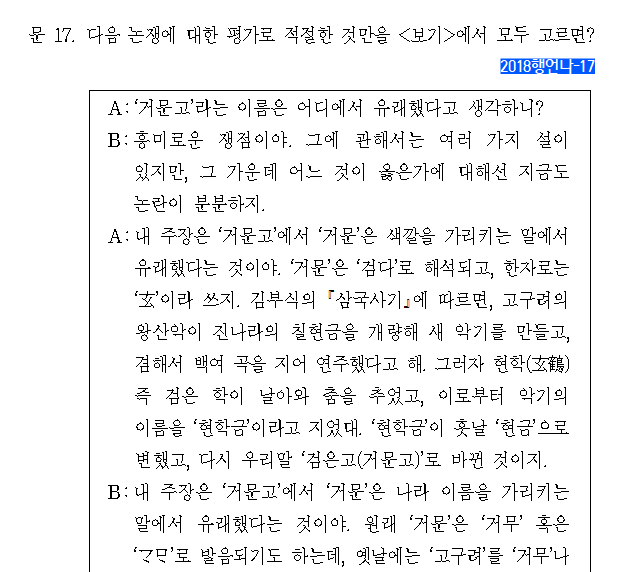 문 17. 다음 논쟁에 대한 평가로 적절한 것만을 <보기>에서 모두 고르면?
2018행언나-17
A: ‘거문고’라는 이름은 어디에서 유래했다고 생각하니?
B: 흥미로운 쟁점이야. 그에 관해서는 여러 가지 설이
있지만, 그 가운데 어느 것이 옳은가에 대해선 지금도
논란이 분분하지.
A: 내 주장은 ‘거문고’에서 ‘거문’은 색깔을 가리키는 말에서
유래했다는 것이야. ‘거문’은 ‘검다’로 해석되고, 한자로는
‘玄’이라 쓰지. 김부식의 『삼국사기』에 따르면, 고구려의
왕산악이 진나라의 칠현금을 개량해 새 악기를 만들고,
겸해서 백여 곡을 지어 연주했다고 해. 그러자 현학(玄鶴)
즉 검은 학이 날아와 춤을 추었고, 이로부터 악기의
이름을 ‘현학금’이라고 지었대. ‘현학금’이 훗날 ‘현금’으로
변했고, 다시 우리말 ‘검은고(거문고)’로 바뀐 것이지.
B: 내 주장은 ‘거문고’에서 ‘거문’은 나라 이름을 가리키는
말에서 유래했다는 것이야. 원래 ‘거문’은 ‘거무’ 혹은
‘ᄀᆞᄆᆞ’로 발음되기도 하는데, 옛날에는 ‘고구려’를 ‘거무’나